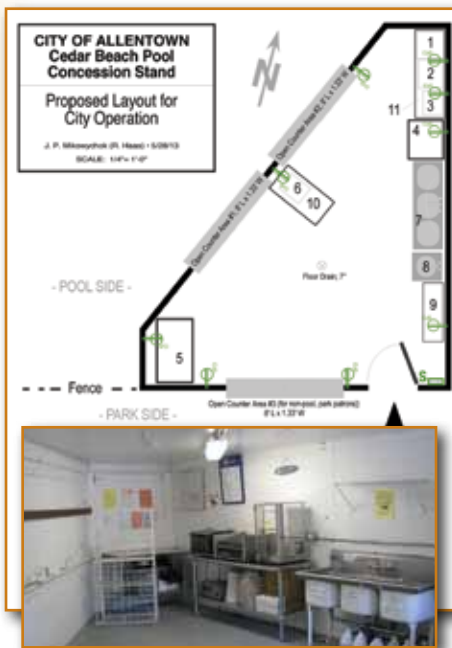 CITY OF ALLENTOWN
Cedar Beach Pool
Concession Stand
Proposed Layout for
City Operation
J. P. Mikowychok (R. Haas) • 5/28/13
SCALE: 1/4"= 1'-0"
N
1
2
3
11
4
Open Counter Area #2: 8' L x 1.33' W
6
10
7
Open Counter Area #1: 8' L x 1.33' W
8
Floor Drain, 7"
- POOL SIDE -
9
5
S
Fence
Open Counter Area #3 (for non-pool, park patrons):
8' L x 1.33' W
- PARK SIDE -